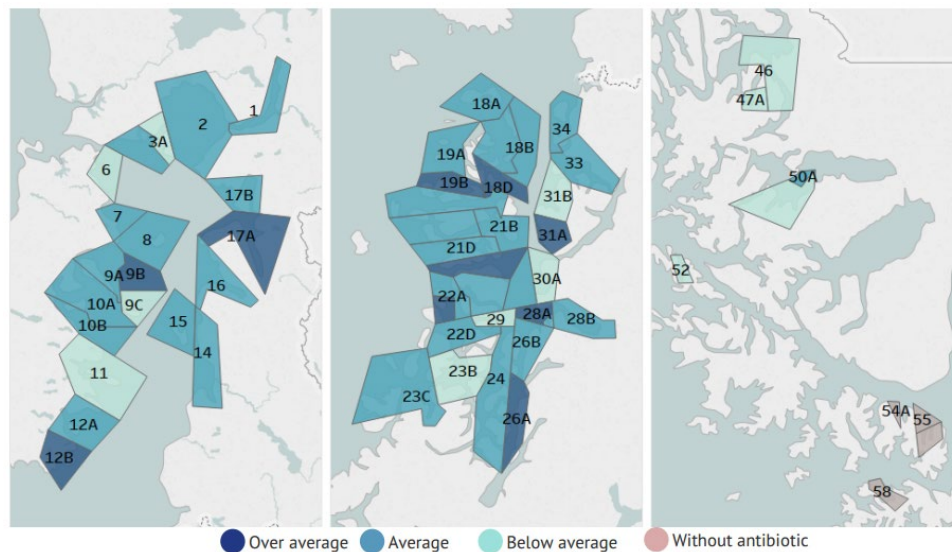 1
2
3A
6
17B
7
8
17A
9A
9B
16
10A
9C
10B
15
14
11
12A
12B
18A
34
18B
19A
33
19B
18D
31B
21B
31A
21D
30A
22A
29
28A
28B
22D
26B
23B
24
23C
26A
46
47A
50A
52
54A
55
58
Over average
Average
Below average
Without antibiotic